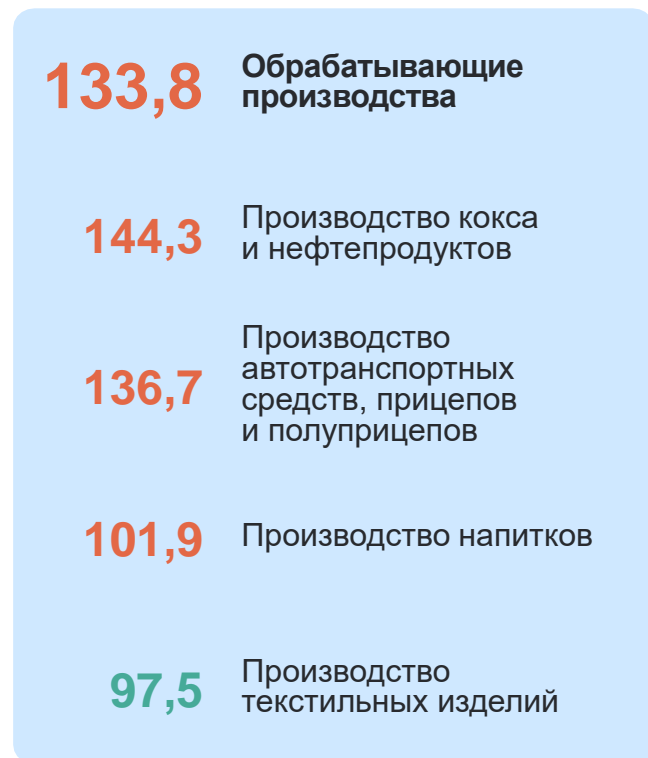 133,8 Обрабатывающие
производства
144,3 Производство кокса
и нефтепродуктов
136,7 Производство
автотранспортных
средств, прицепов
и полуприцепов
101,9 Производство напитков
97,5 Производство
текстильных изделий